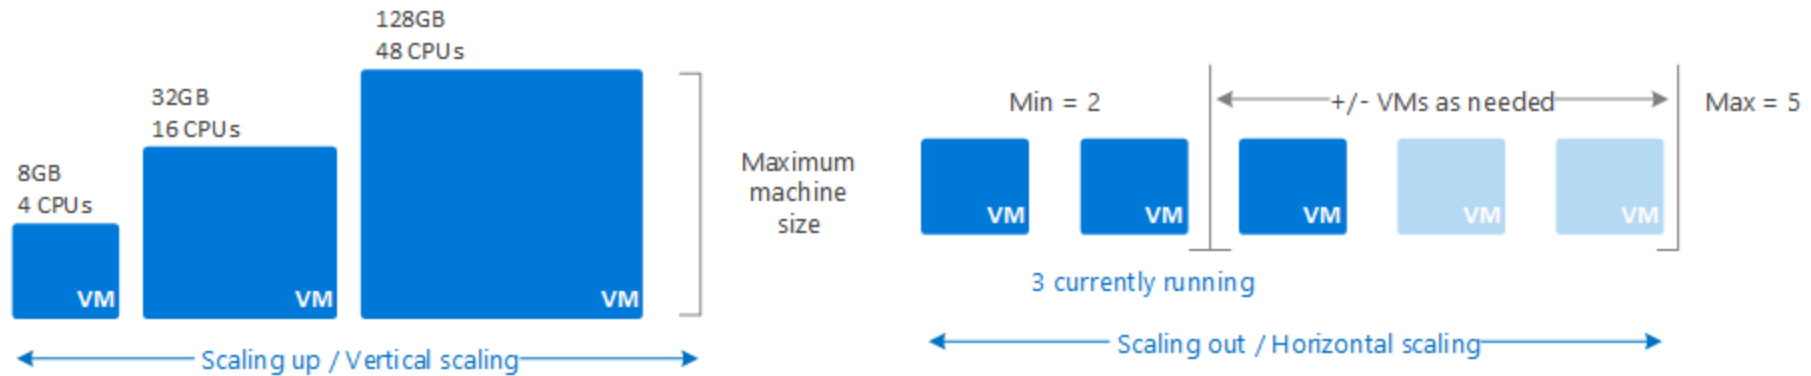 128GB
48 CPUs
32GB
16 CPUs
8GB
4 CPUs
VM
VM
VM
Maximum
machine
size
Scaling up / Vertical scaling
Min = 2
+/- VMs as needed
Max = 5
VM
VM
VM
VM
VM
3 currently running
Scaling out / Horizontal scaling